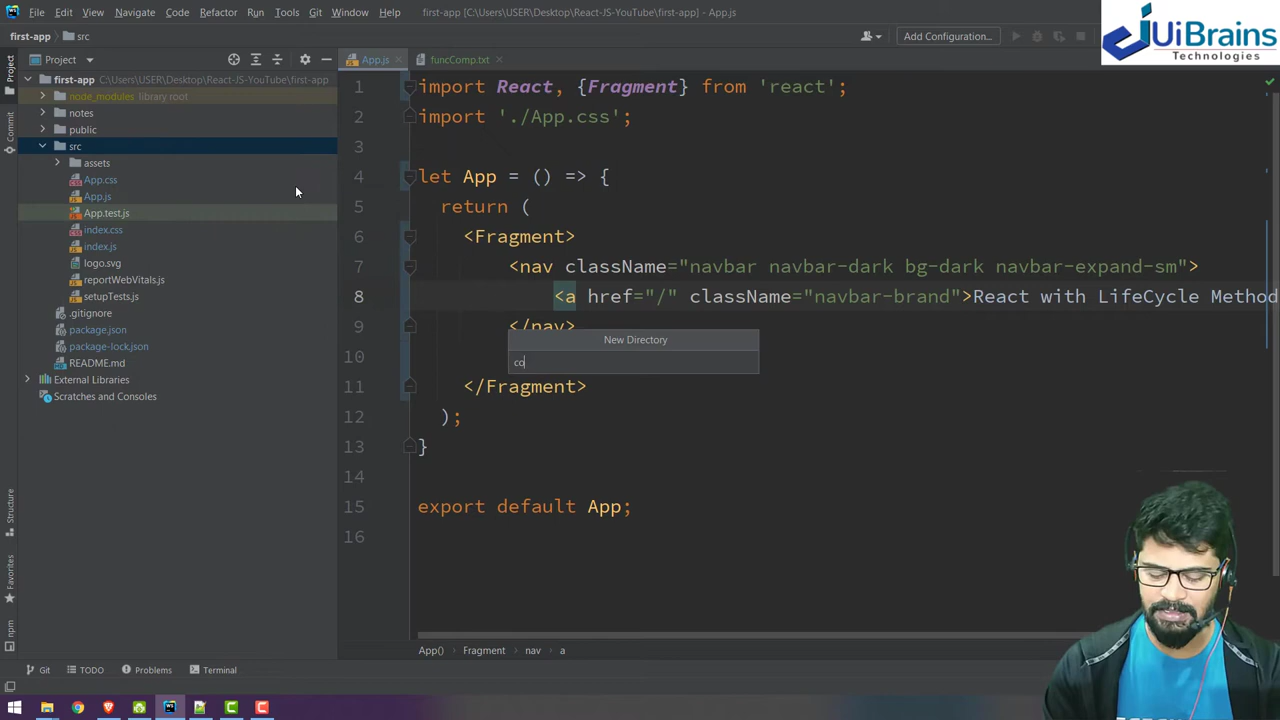 File Edit View Navigate Code Refactor Run Tools Git Window Help first-app [C:\Users\USER\Desktop\React-JS-YouTube\first-app] - App.js
UiBrains
Technologies
first-app src
Add Configuration...
Project
App.js
funcComp.txt
first-app C:\Users\USER\Desktop\React-JS-YouTube\first-app
node_modules library root
notes
public
src
assets
App.css
App.js
App.test.js
index.css
index.js
logo.svg
reportWebVitals.js
setupTests.js
.gitignore
package.json
package-lock.json
README.md
External Libraries
Scratches and Consoles
Project
Commit
Structure
Favorites
npm
1 import React, {Fragment} from 'react';
2 import './App.css';
3
4 let App = () => {
5 return (
6 <Fragment>
7 <nav className="navbar navbar-dark bg-dark navbar-expand-sm">
8 <a href="/" className="navbar-brand">React with LifeCycle Method
9 </nav>
10
11 </Fragment>
12 );
13 }
14
15 export default App;
16
New Directory
co
App() Fragment nav a
Git TODO Problems Terminal